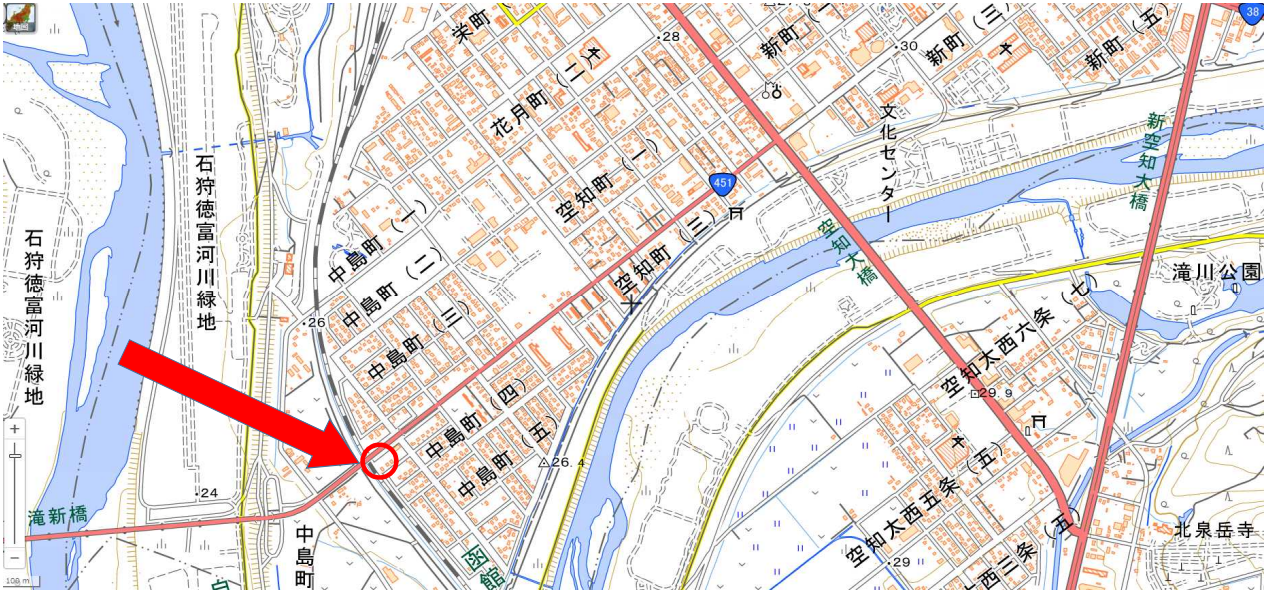 38
栄町
28
花月町(二)
新町(一)
30
新町(三)
新町(五)
文化センター
新空知大橋
石狩徳富河川緑地
石狩徳富河川緑地
空知町(一)
451
空知町(三)
空知大橋
中島町(一)
中島町(二)
26
中島町(三)
中島町(四)
中島町(五)
26.4
滝川公園
空知太西六条(七)
29.9
空知太西五条(五)
24
滝新橋
中島町
函館
29
西三条(五)
北泉岳寺
100 m